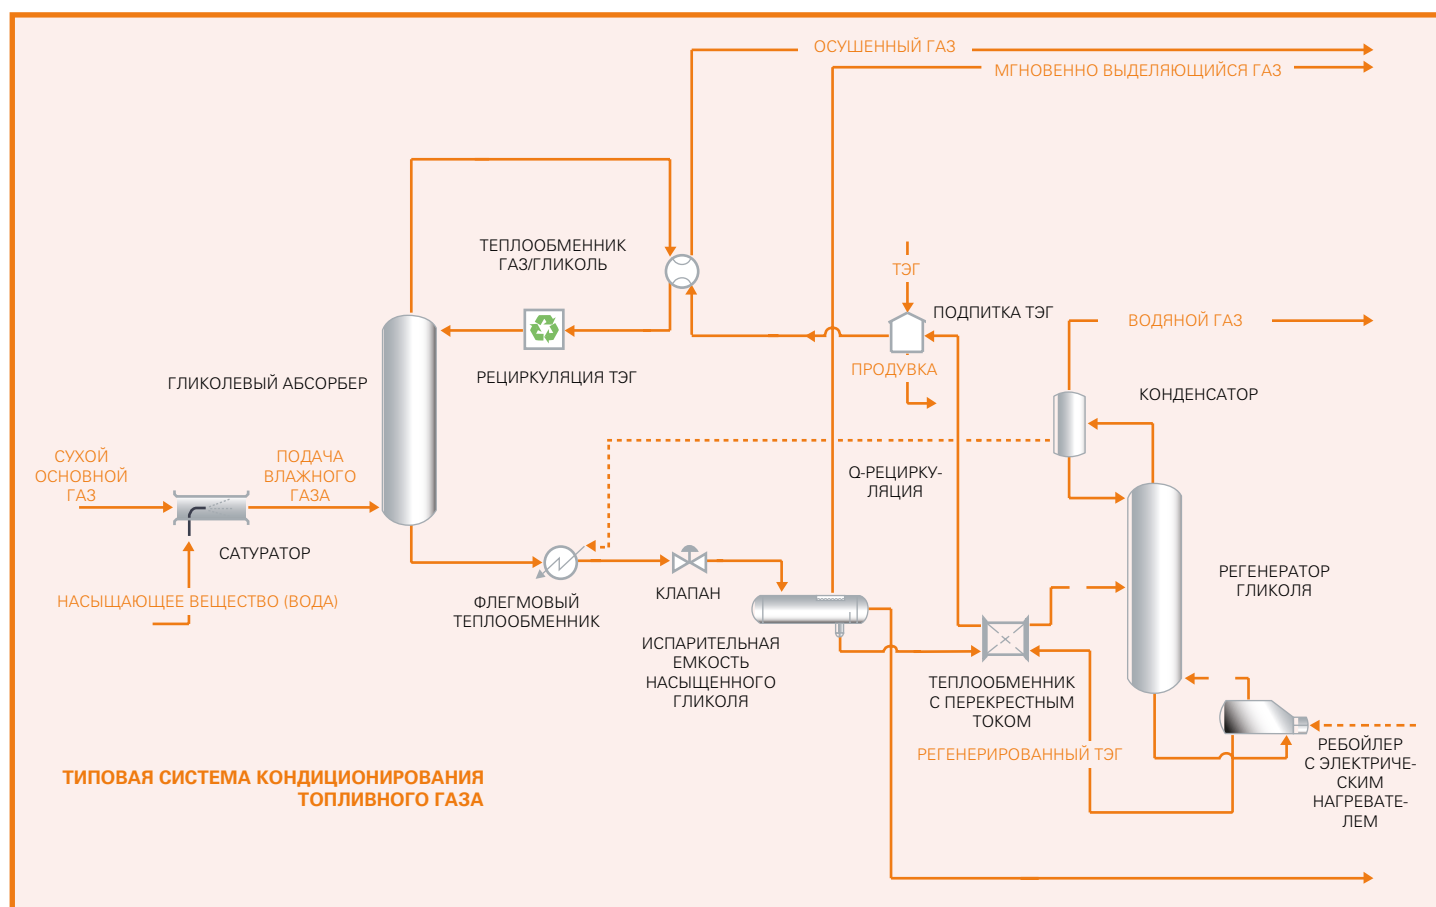 ОСУШЕННЫЙ ГАЗ
МГНОВЕННО ВЫДЕЛЯЮЩИЙСЯ ГАЗ
ТЕПЛООБМЕННИК
ГАЗ/ГЛИКОЛЬ
ТЭГ
ПОДПИТКА ТЭГ
ВОДЯНОЙ ГАЗ
ГЛИКОЛЕВЫЙ АБСОРБЕР
РЕЦИРКУЛЯЦИЯ ТЭГ
ПРОДУВКА
КОНДЕНСАТОР
СУХОЙ
ОСНОВНОЙ
ГАЗ
ПОДАЧА
ВЛАЖНОГО
ГАЗА
Q-РЕЦИРКУ-
ЛЯЦИЯ
САТУРАТОР
НАСЫЩАЮЩЕЕ ВЕЩЕСТВО (ВОДА)
ФЛЕГМОВЫЙ
ТЕПЛООБМЕННИК
КЛАПАН
РЕГЕНЕРАТОР
ГЛИКОЛЯ
ИСПАРИТЕЛЬНАЯ
ЕМКОСТЬ
НАСЫЩЕННОГО
ГЛИКОЛЯ
ТЕПЛООБМЕННИК
С ПЕРЕКРЕСТНЫМ
ТОКОМ
РЕГЕНЕРИРОВАННЫЙ ТЭГ
РЕБОЙЛЕР
С ЭЛЕКТРИЧЕ-
СКИМ
НАГРЕВАТЕ-
ЛЕМ
ТИПОВАЯ СИСТЕМА КОНДИЦИОНИРОВАНИЯ
ТОПЛИВНОГО ГАЗА